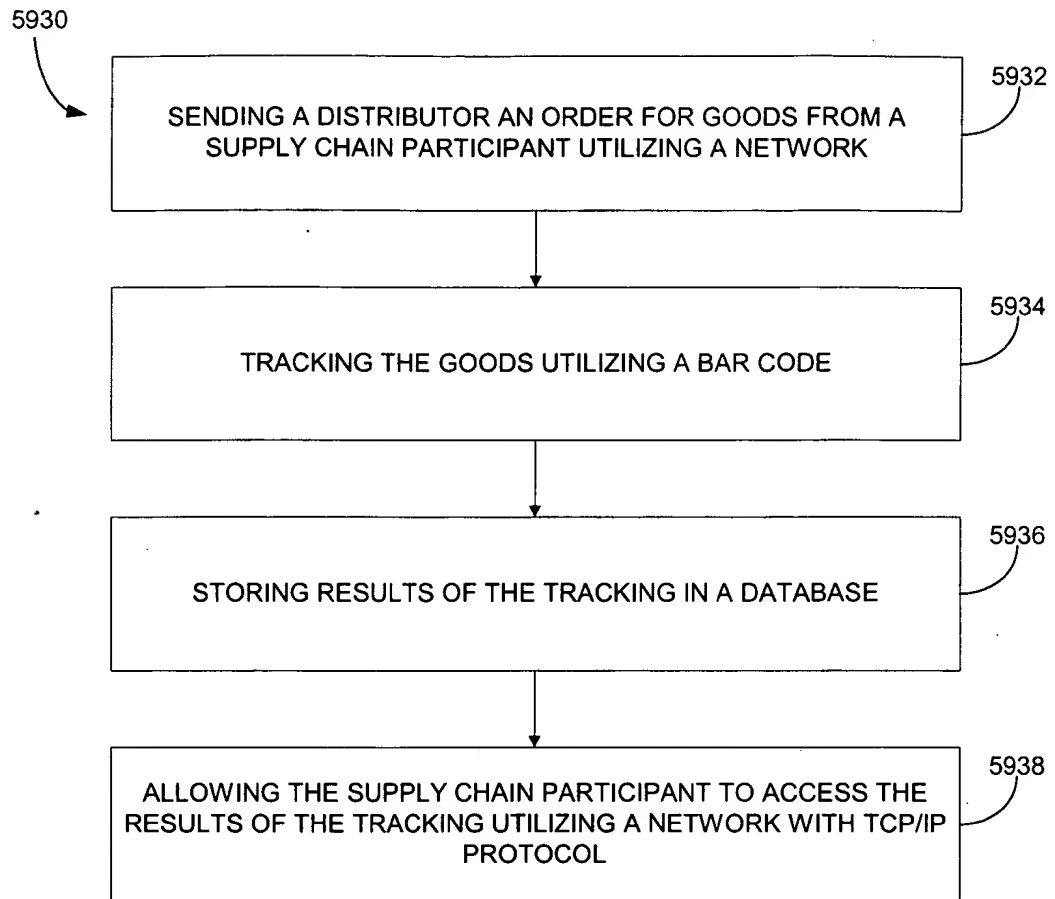 5930
5932
SENDING A DISTRIBUTOR AN ORDER FOR GOODS FROM A
SUPPLY CHAIN PARTICIPANT UTILIZING A NETWORK
5934
TRACKING THE GOODS UTILIZING A BAR CODE
5936
STORING RESULTS OF THE TRACKING IN A DATABASE
5938
ALLOWING THE SUPPLY CHAIN PARTICIPANT TO ACCESS THE
RESULTS OF THE TRACKING UTILIZING A NETWORK WITH TCP/IP
PROTOCOL